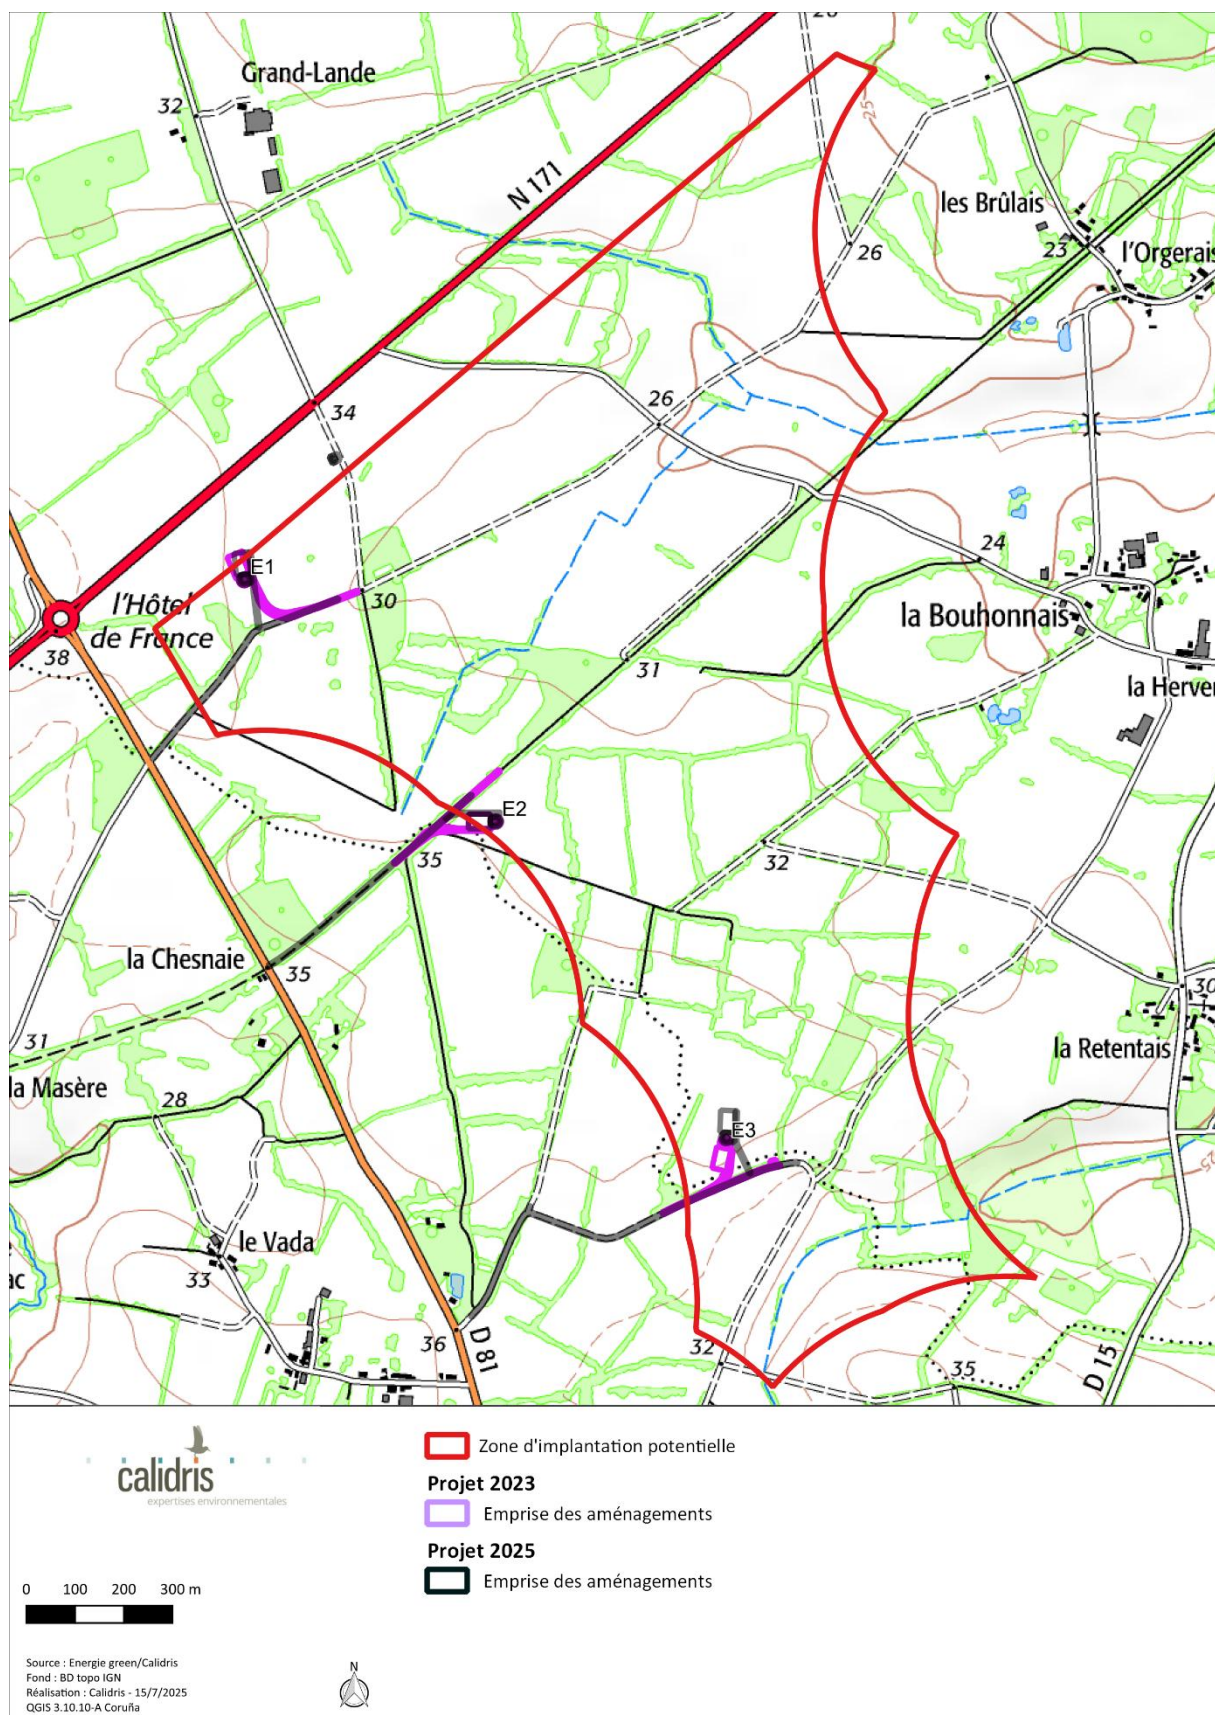 Grand-Lande
32
N 171
25
les Brûlais
23
l'Orgerais
26
34
26
E1
30
l'Hôtel
de France
38
24
la Bouhonnais
31
la Herver
E2
35
32
la Chesnaie
35
31
30
la Retentais
la Masère
28
E3
le Vada
33
ac
36
D 81
32
35
D 15
25
calidris
expertises environnementales
Zone d'implantation potentielle
Projet 2023
Emprise des aménagements
Projet 2025
Emprise des aménagements
0 100 200 300 m
Source : Energie green/Calidris
Fond : BD topo IGN
Réalisation : Calidris - 15/7/2025
QGIS 3.10.10-A Coruña
N